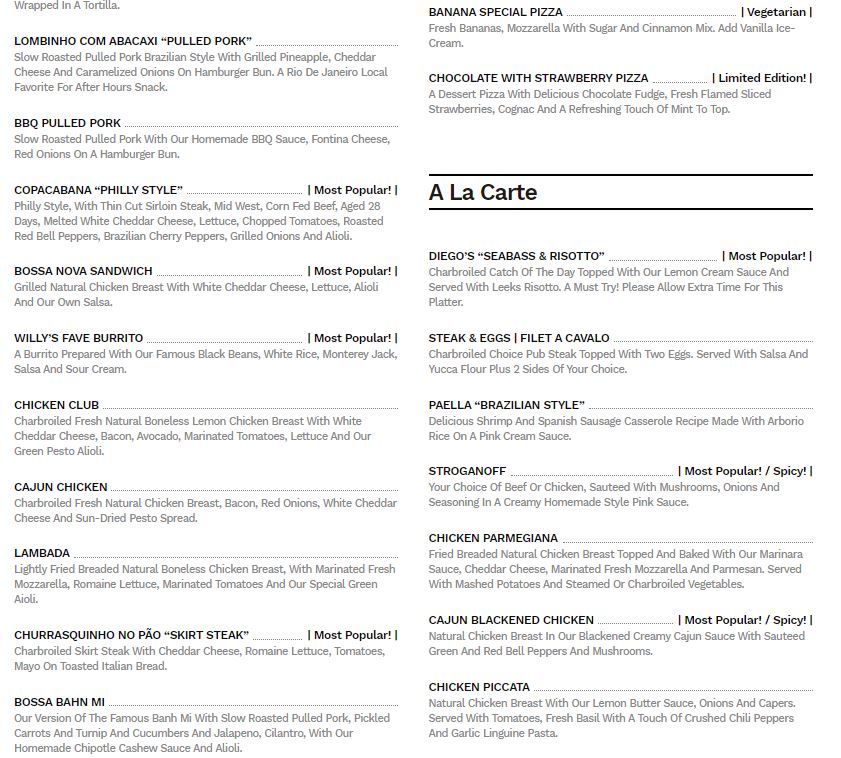 Wrapped In A Tortilla.
LOMBINHO COM ABACAXI “PULLED PORK”
Slow Roasted Pulled Pork Brazilian Style With Grilled Pineapple, Cheddar
Cheese And Caramelized Onions On Hamburger Bun. A Rio De Janeiro Local
Favorite For After Hours Snack.
BBQ PULLED PORK
Slow Roasted Pulled Pork With Our Homemade BBQ Sauce, Fontina Cheese,
Red Onions On A Hamburger Bun.
COPACABANA “PHILLY STYLE” | Most Popular! |
Philly Style, With Thin Cut Sirloin Steak, Mid West, Corn Fed Beef, Aged 28
Days, Melted White Cheddar Cheese, Lettuce, Chopped Tomatoes, Roasted
Red Bell Peppers, Brazilian Cherry Peppers, Grilled Onions And Alioli.
BOSSA NOVA SANDWICH | Most Popular! |
Grilled Natural Chicken Breast With White Cheddar Cheese, Lettuce, Alioli
And Our Own Salsa.
WILLY’S FAVE BURRITO | Most Popular! |
A Burrito Prepared With Our Famous Black Beans, White Rice, Monterey Jack,
Salsa And Sour Cream.
CHICKEN CLUB
Charbroiled Fresh Natural Boneless Lemon Chicken Breast With White
Cheddar Cheese, Bacon, Avocado, Marinated Tomatoes, Lettuce And Our
Green Pesto Alioli.
CAJUN CHICKEN
Charbroiled Fresh Natural Chicken Breast, Bacon, Red Onions, White Cheddar
Cheese And Sun-Dried Pesto Spread.
LAMBADA
Lightly Fried Breaded Natural Boneless Chicken Breast, With Marinated Fresh
Mozzarella, Romaine Lettuce, Marinated Tomatoes And Our Special Green
Aioli.
CHURRASQUINHO NO PÃO “SKIRT STEAK” | Most Popular! |
Charbroiled Skirt Steak With Cheddar Cheese, Romaine Lettuce, Tomatoes,
Mayo On Toasted Italian Bread.
BOSSA BAHN MI
Our Version Of The Famous Banh Mi With Slow Roasted Pulled Pork, Pickled
Carrots And Turnip And Cucumbers And Jalapeno, Cilantro, With Our
Homemade Chipotle Cashew Sauce And Alioli.
BANANA SPECIAL PIZZA | Vegetarian |
Fresh Bananas, Mozzarella With Sugar And Cinnamon Mix. Add Vanilla Ice-
Cream.
CHOCOLATE WITH STRAWBERRY PIZZA | Limited Edition! |
A Dessert Pizza With Delicious Chocolate Fudge, Fresh Flamed Sliced
Strawberries, Cognac And A Refreshing Touch Of Mint To Top.
A La Carte
DIEGO’S “SEABASS & RISOTTO” | Most Popular! |
Charbroiled Catch Of The Day Topped With Our Lemon Cream Sauce And
Served With Leeks Risotto. A Must Try! Please Allow Extra Time For This
Platter.
STEAK & EGGS | FILET A CAVALO
Charbroiled Choice Pub Steak Topped With Two Eggs. Served With Salsa And
Yucca Flour Plus 2 Sides Of Your Choice.
PAELLA “BRAZILIAN STYLE”
Delicious Shrimp And Spanish Sausage Casserole Recipe Made With Arborio
Rice On A Pink Cream Sauce.
STROGANOFF | Most Popular! / Spicy! |
Your Choice Of Beef Or Chicken, Sauteed With Mushrooms, Onions And
Seasoning In A Creamy Homemade Style Pink Sauce.
CHICKEN PARMEGIANA
Fried Breaded Natural Chicken Breast Topped And Baked With Our Marinara
Sauce, Cheddar Cheese, Marinated Fresh Mozzarella And Parmesan. Served
With Mashed Potatoes And Steamed Or Charbroiled Vegetables.
CAJUN BLACKENED CHICKEN | Most Popular! / Spicy! |
Natural Chicken Breast In Our Blackened Creamy Cajun Sauce With Sauteed
Green And Red Bell Peppers And Mushrooms.
CHICKEN PICCATA
Natural Chicken Breast With Our Lemon Butter Sauce, Onions And Capers.
Served With Tomatoes, Fresh Basil With A Touch Of Crushed Chili Peppers
And Garlic Linguine Pasta.